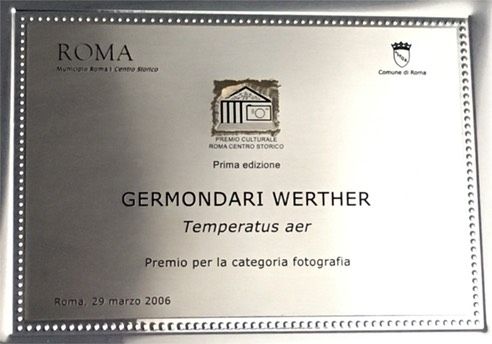 ROMA
Municipio Roma I Centro Storico
Comune di Roma
PREMIO CULTURALE
ROMA CENTRO STORICO
Prima edizione
GERMONDARI WERTHER
Temperatus aer
Premio per la categoria fotografia
Roma, 29 marzo 2006